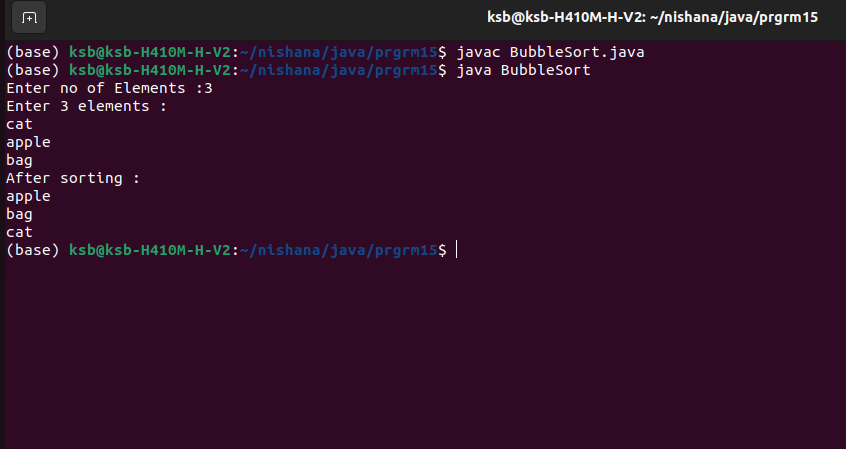 ksb@ksb-H410M-H-V2: ~/nishana/java/prgrm15
(base) ksb@ksb-H410M-H-V2:~/nishana/java/prgrm15$ javac BubbleSort.java
(base) ksb@ksb-H410M-H-V2:~/nishana/java/prgrm15$ java BubbleSort
Enter no of Elements :3
Enter 3 elements :
cat
apple
bag
After sorting :
apple
bag
cat
(base) ksb@ksb-H410M-H-V2:~/nishana/java/prgrm15$